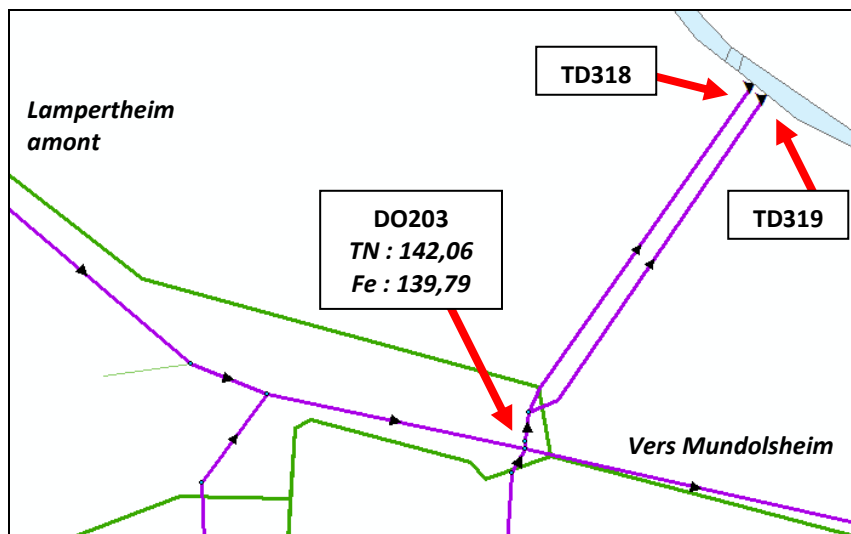 TD318
Lampertheim
amont
DO203
TN : 142,06
Fe : 139,79
TD319
Vers Mundolsheim